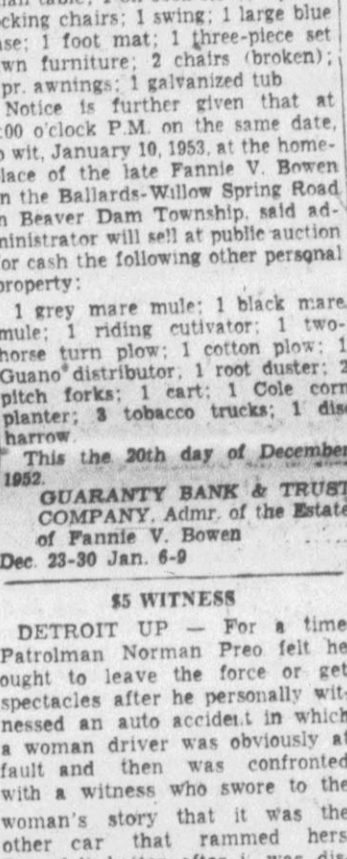 cking chairs; 1 swing; 1 large blue
se; 1 foot mat; 1 three-piece set
wn furniture; 2 chairs (broken);
pr. awnings; 1 galvanized tub
Notice is further given that at
:00 o'clock P.M. on the same date,
o wit, January 10, 1953, at the home-
lace of the late Fannie V. Bowen
n the Ballards-Willow Spring Road
n Beaver Dam Township, said ad-
ministrator will sell at public auction
or cash the following other personal
property:
1 grey mare mule; 1 black mare
mule; 1 riding cutivator; 1 two-
horse turn plow; 1 cotton plow; 1
Guano distributor, 1 root duster; 2
pitch forks; 1 cart; 1 Cole corn
planter; 3 tobacco trucks; 1 disc
harrow.
This the 20th day of December
1952.
GUARANTY BANK & TRUST
COMPANY, Admr. of the Estate
of Fannie V. Bowen
Dec. 23-30 Jan. 6-9
$5 WITNESS
DETROIT UP — For a time
Patrolman Norman Preo felt he
ought to leave the force or get
spectacles after he personally wit-
nessed an auto accident in which
a woman driver was obviously at
fault and then was confronted
with a witness who swore to the
woman's story that it was the
other car that rammed hers